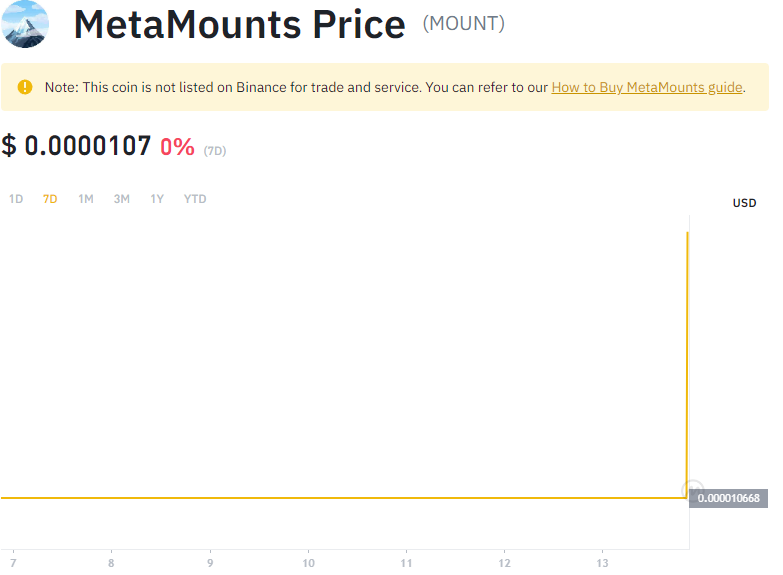 MetaMounts Price (MOUNT)
Note: This coin is not listed on Binance for trade and service. You can refer to our How to Buy MetaMounts guide.
$ 0.0000107 0% (7D)
1D 7D 1M 3M 1Y YTD
USD
0.000010668
7 8 9 10 11 12 13